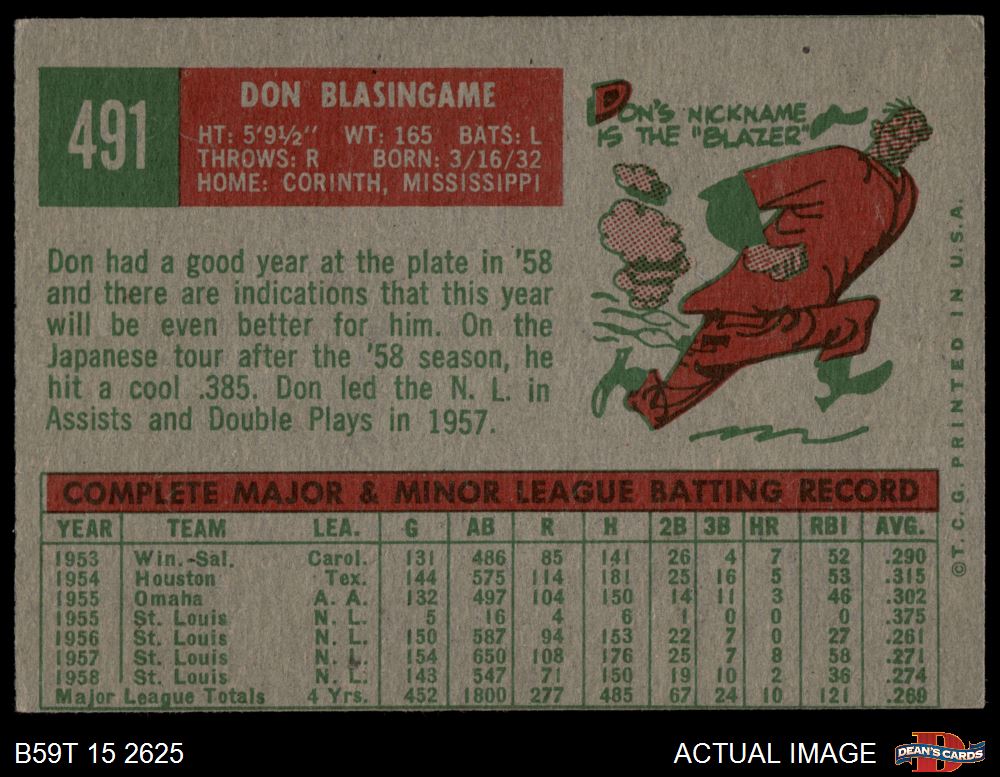 491
DON BLASINGAME
HT: 5'9½" WT: 165 BATS: L
THROWS: R BORN: 3/16/32
HOME: CORINTH, MISSISSIPPI
DON'S NICKNAME
IS THE "BLAZER"
Don had a good year at the plate in '58
and there are indications that this year
will be even better for him. On the
Japanese tour after the '58 season, he
hit a cool .385. Don led the N. L. in
Assists and Double Plays in 1957.
COMPLETE MAJOR & MINOR LEAGUE BATTING RECORD
YEAR TEAM LEA. G AB R H 2B 3B HR RBI AVG.
1953 Win.-Sal. Carol. 131 486 85 141 26 4 7 52 .290
1954 Houston Tex. 144 575 114 181 25 16 5 53 .315
1955 Omaha A. A. 132 497 104 150 14 11 3 46 .302
1955 St. Louis N. L. 5 16 4 6 1 0 0 0 .375
1956 St. Louis N. L. 150 587 94 153 22 7 0 27 .261
1957 St. Louis N. L. 154 650 108 176 25 7 8 58 .271
1958 St. Louis N. L. 143 547 71 150 19 10 2 36 .274
Major League Totals 4 Yrs. 452 1800 277 485 67 24 10 121 .269
©T. C. G. PRINTED IN U.S.A.
B59T 15 2625
ACTUAL IMAGE
DEAN'S CARDS